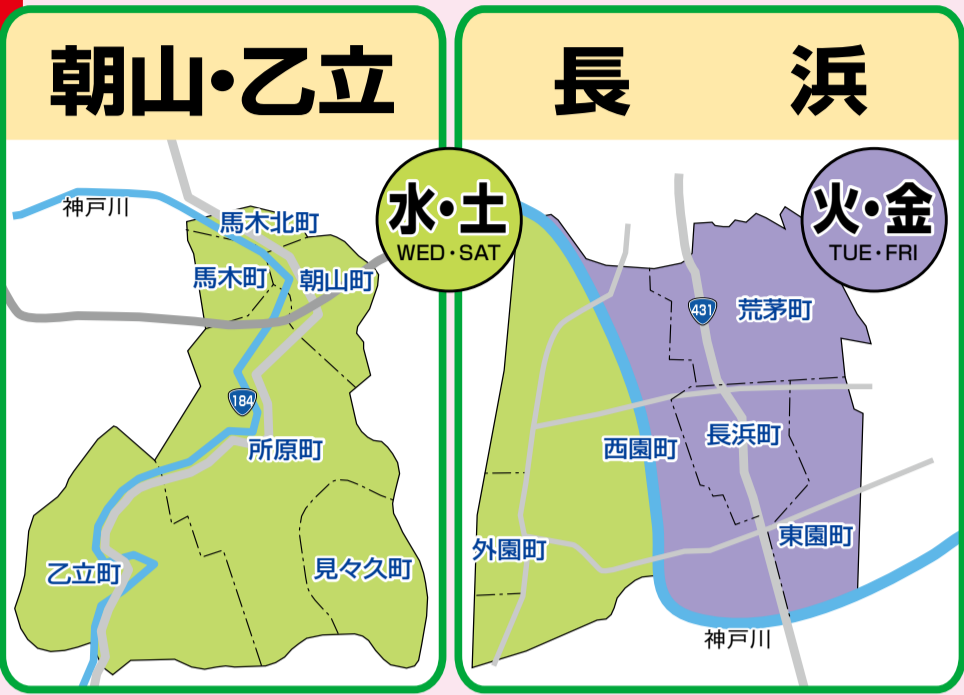 朝山・乙立
水・土
WED・SAT
神戸川
馬木北町
馬木町
朝山町
184
所原町
乙立町
見々久町
長 浜
火・金
TUE・FRI
431
荒茅町
西園町
長浜町
外園町
東園町
神戸川